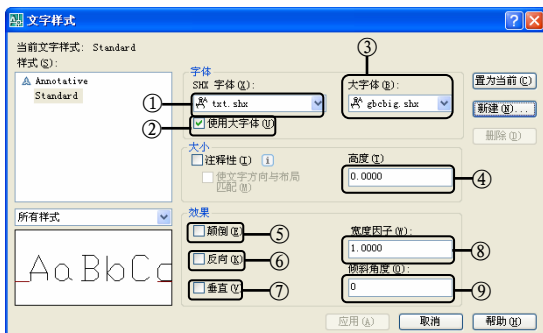 文字样式
当前文字样式: Standard
样式(S):
Annotative
Standard
所有样式
AaBbCc
字体
SHX 字体(X):
txt.shx
使用大字体(U)
大字体(B):
gbcbig.shx
大小
注释性(I)
使文字方向与布局
匹配(M)
高度(T)
0.0000
效果
颠倒(E)
反向(K)
垂直(V)
宽度因子(W):
1.0000
倾斜角度(O):
0
置为当前(C)
新建(N)...
删除(D)
应用(A)
取消
帮助(H)
①
②
③
④
⑤
⑥
⑦
⑧
⑨